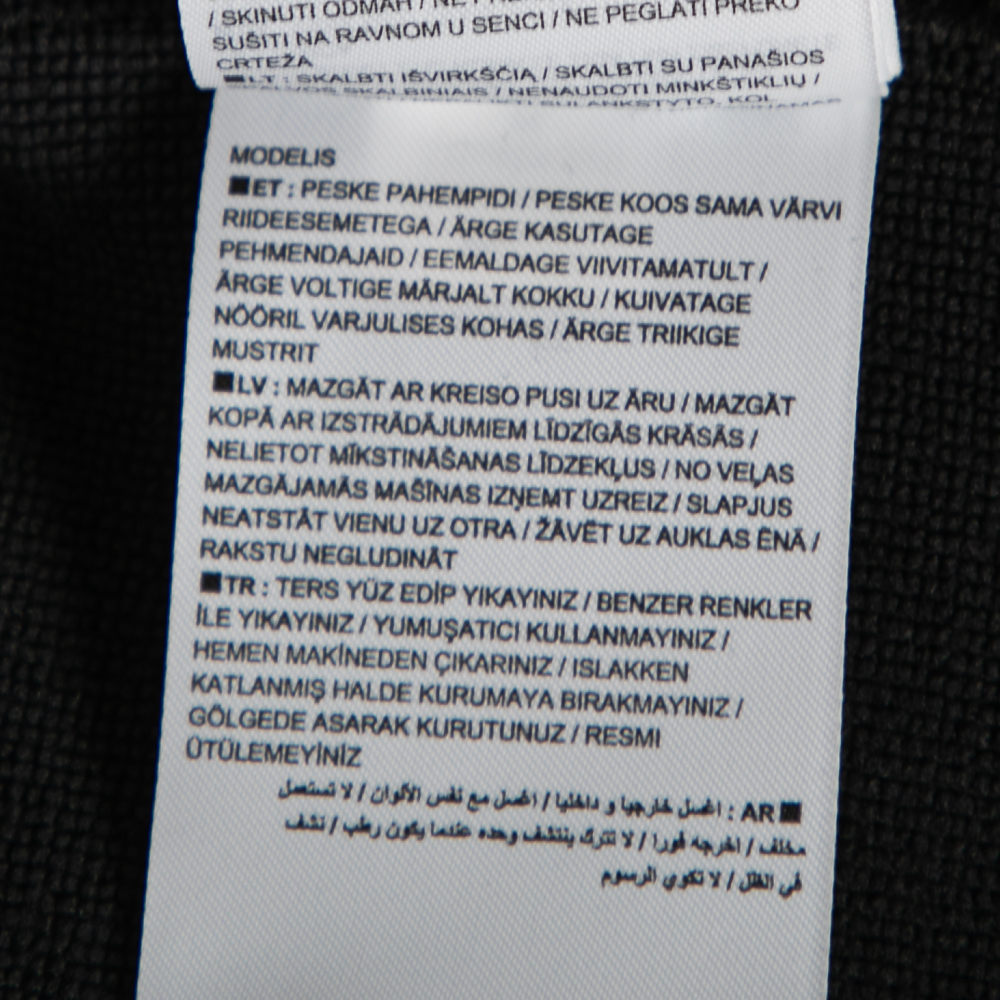 / SKINUTI ODMAH / NE
SUŠITI NA RAVNOM U SENCI / NE PEGLATI PREKO
CRTEŽA
■LT : SKALBTI IŠVIRKŠČIĄ / SKALBTI SU PANAŠIOS
SKALBINIAIS / NENAUDOTI MINKŠTIKLIŲ /
MODELIS
■ET : PESKE PAHEMPIDI / PESKE KOOS SAMA VÄRVI
RIIDEESEMETEGA / ÄRGE KASUTAGE
PEHMENDAJAID / EEMALDAGE VIIVITAMATULT /
ÄRGE VOLTIGE MÄRJALT KOKKU / KUIVATAGE
NÖÖRIL VARJULISES KOHAS / ÄRGE TRIIKIGE
MUSTRIT
■LV : MAZGĀT AR KREISO PUSI UZ ĀRU / MAZGĀT
KOPĀ AR IZSTRĀDĀJUMIEM LĪDZĪGĀS KRĀSĀS /
NELIETOT MĪKSTINĀŠANAS LĪDZEKĻUS / NO VEĻAS
MAZGĀJAMĀS MAŠĪNAS IZŅEMT UZREIZ / SLAPJUS
NEATSTĀT VIENU UZ OTRA / ŽĀVĒT UZ AUKLAS ĒNĀ /
RAKSTU NEGLUDINĀT
■TR : TERS YÜZ EDİP YIKAYINIZ / BENZER RENKLER
İLE YIKAYINIZ / YUMUŞATICI KULLANMAYINIZ /
HEMEN MAKİNEDEN ÇIKARINIZ / ISLAKKEN
KATLANMIŞ HALDE KURUMAYA BIRAKMAYINIZ /
GÖLGEDE ASARAK KURUTUNUZ / RESMI
ÜTÜLEMEYİNİZ
■AR : اغسل خارجيا و داخليا / اغسل مع نفس الألوان / لا تستعمل
مخلف / اخرجه فورا / لا تترك ينتشف وحده عندما يكون رطب / نشف
في الظل / لا تكوي الرسوم